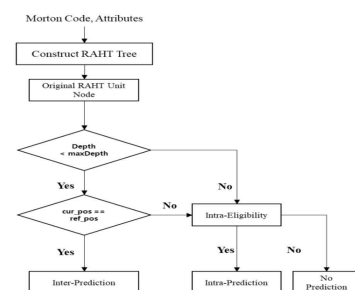 Morton Code, Attributes
Construct RAHT Tree
Original RAHT Unit
Node
Depth
< maxDepth
Yes
No
cur_pos ==
ref_pos
No
Intra-Eligibility
Yes
Yes
No
Inter-Prediction
Intra-Prediction
No
Prediction